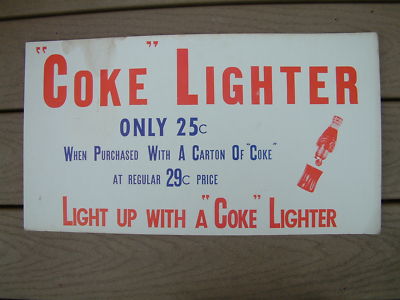 "COKE" LIGHTER
ONLY 25C
WHEN PURCHASED WITH A CARTON OF "COKE"
AT REGULAR 29C PRICE
LIGHT UP WITH A "COKE" LIGHTER